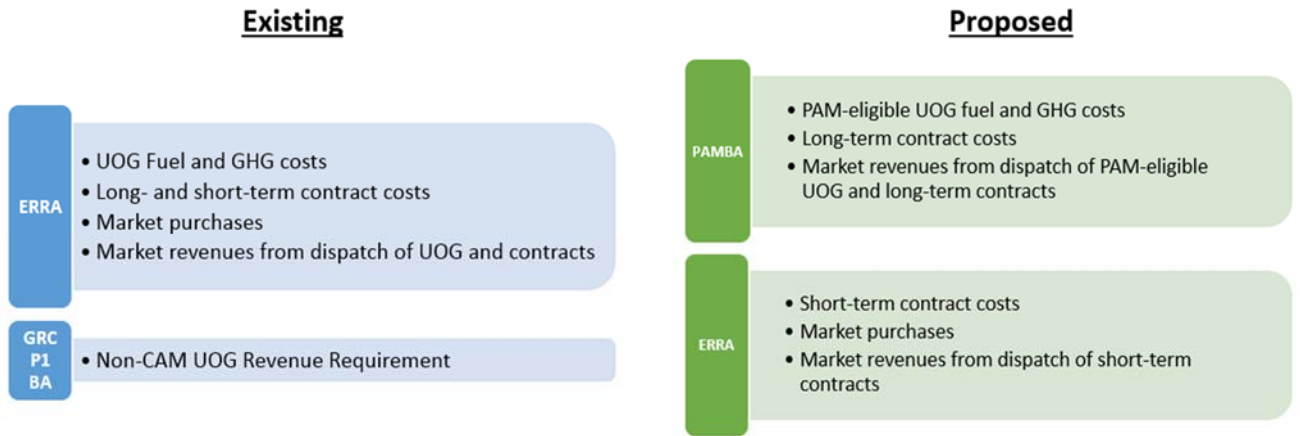 Existing
ERRA
• UOG Fuel and GHG costs
• Long- and short-term contract costs
• Market purchases
• Market revenues from dispatch of UOG and contracts
GRC
P1
BA
• Non-CAM UOG Revenue Requirement
Proposed
PAMBA
• PAM-eligible UOG fuel and GHG costs
• Long-term contract costs
• Market revenues from dispatch of PAM-eligible
UOG and long-term contracts
ERRA
• Short-term contract costs
• Market purchases
• Market revenues from dispatch of short-term
contracts